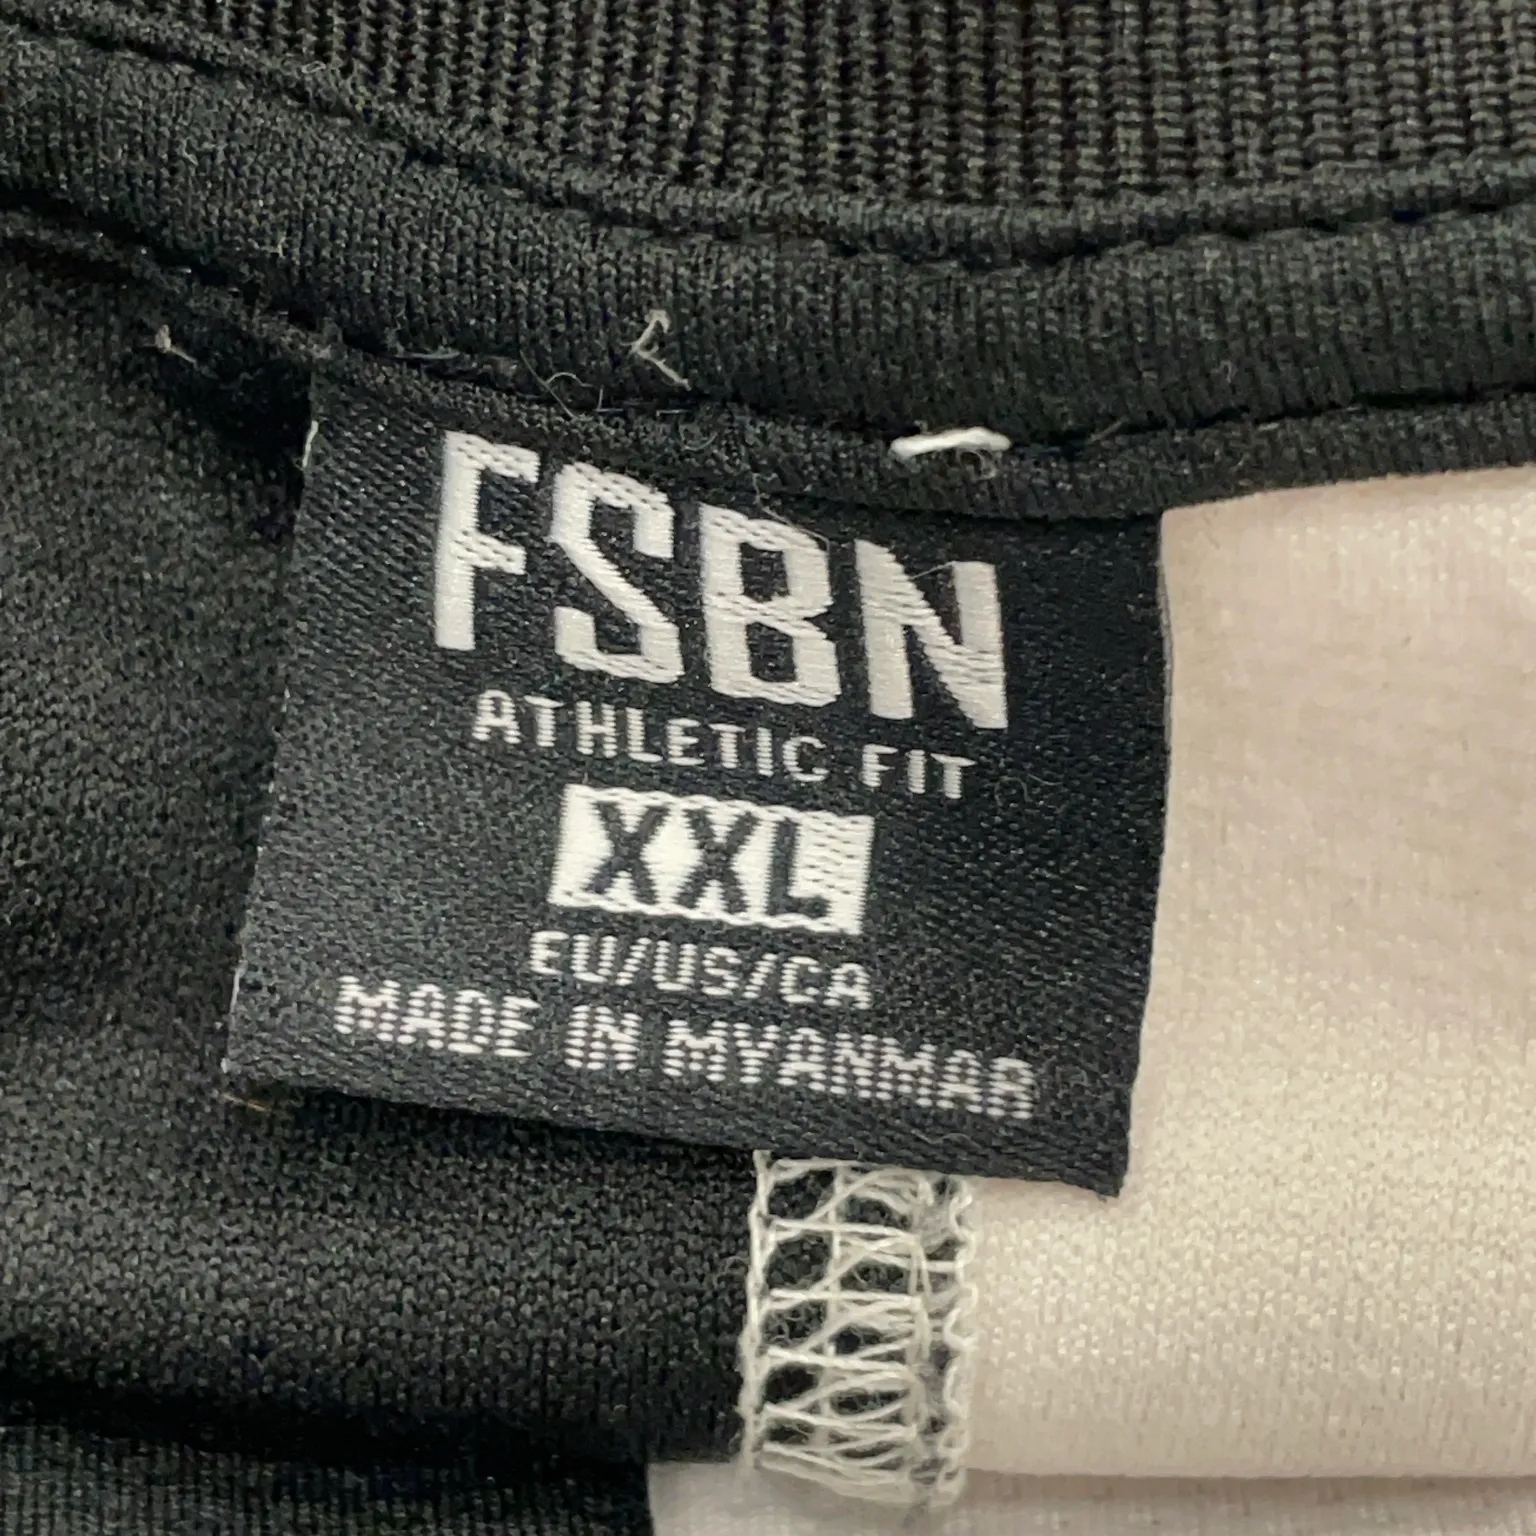 FSBN
ATHLETIC FIT
XXL
EU/US/CA
MADE IN MYANMAR